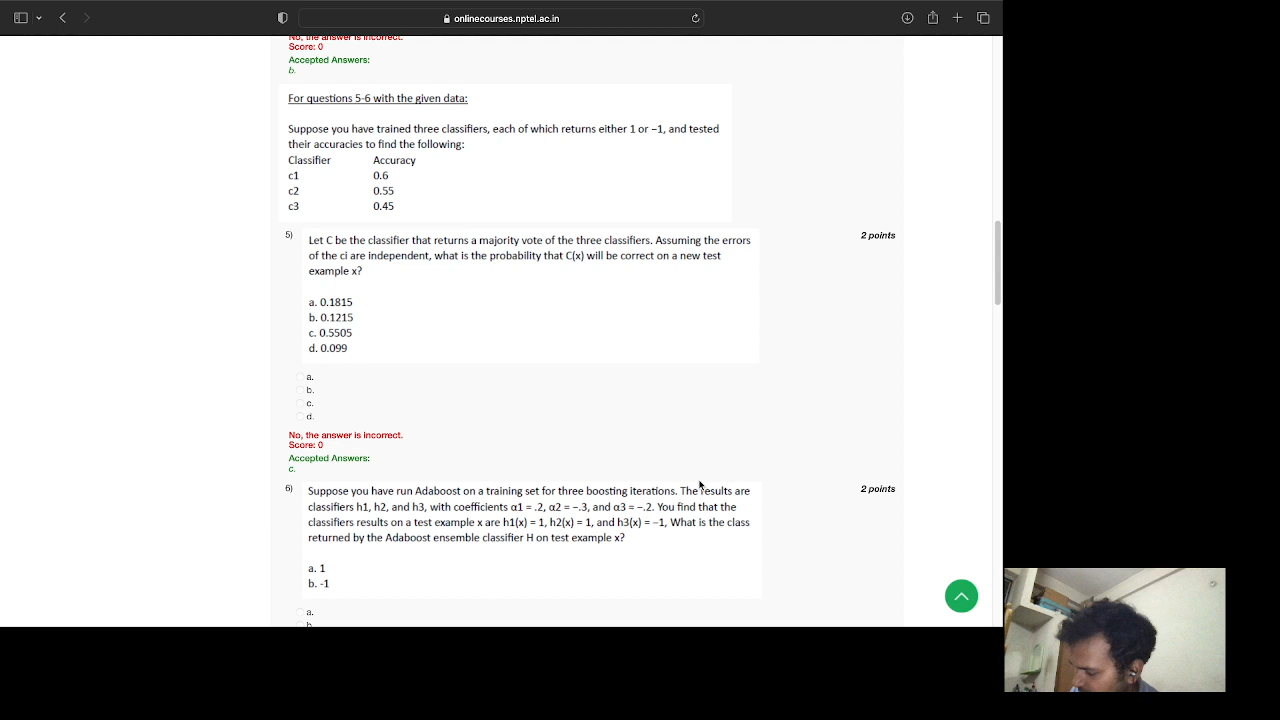 onlinecourses.nptel.ac.in
No, the answer is incorrect.
Score: 0
Accepted Answers:
b.
For questions 5-6 with the given data:
Suppose you have trained three classifiers, each of which returns either 1 or −1, and tested
their accuracies to find the following:
Classifier Accuracy
c1 0.6
c2 0.55
c3 0.45
5) Let C be the classifier that returns a majority vote of the three classifiers. Assuming the errors 2 points
of the ci are independent, what is the probability that C(x) will be correct on a new test
example x?
a. 0.1815
b. 0.1215
c. 0.5505
d. 0.099
a.
b.
c.
d.
No, the answer is incorrect.
Score: 0
Accepted Answers:
c.
6) Suppose you have run Adaboost on a training set for three boosting iterations. The results are 2 points
classifiers h1, h2, and h3, with coefficients α1 = .2, α2 = −.3, and α3 = −.2. You find that the
classifiers results on a test example x are h1(x) = 1, h2(x) = 1, and h3(x) = −1, What is the class
returned by the Adaboost ensemble classifier H on test example x?
a. 1
b. -1
a.
b.